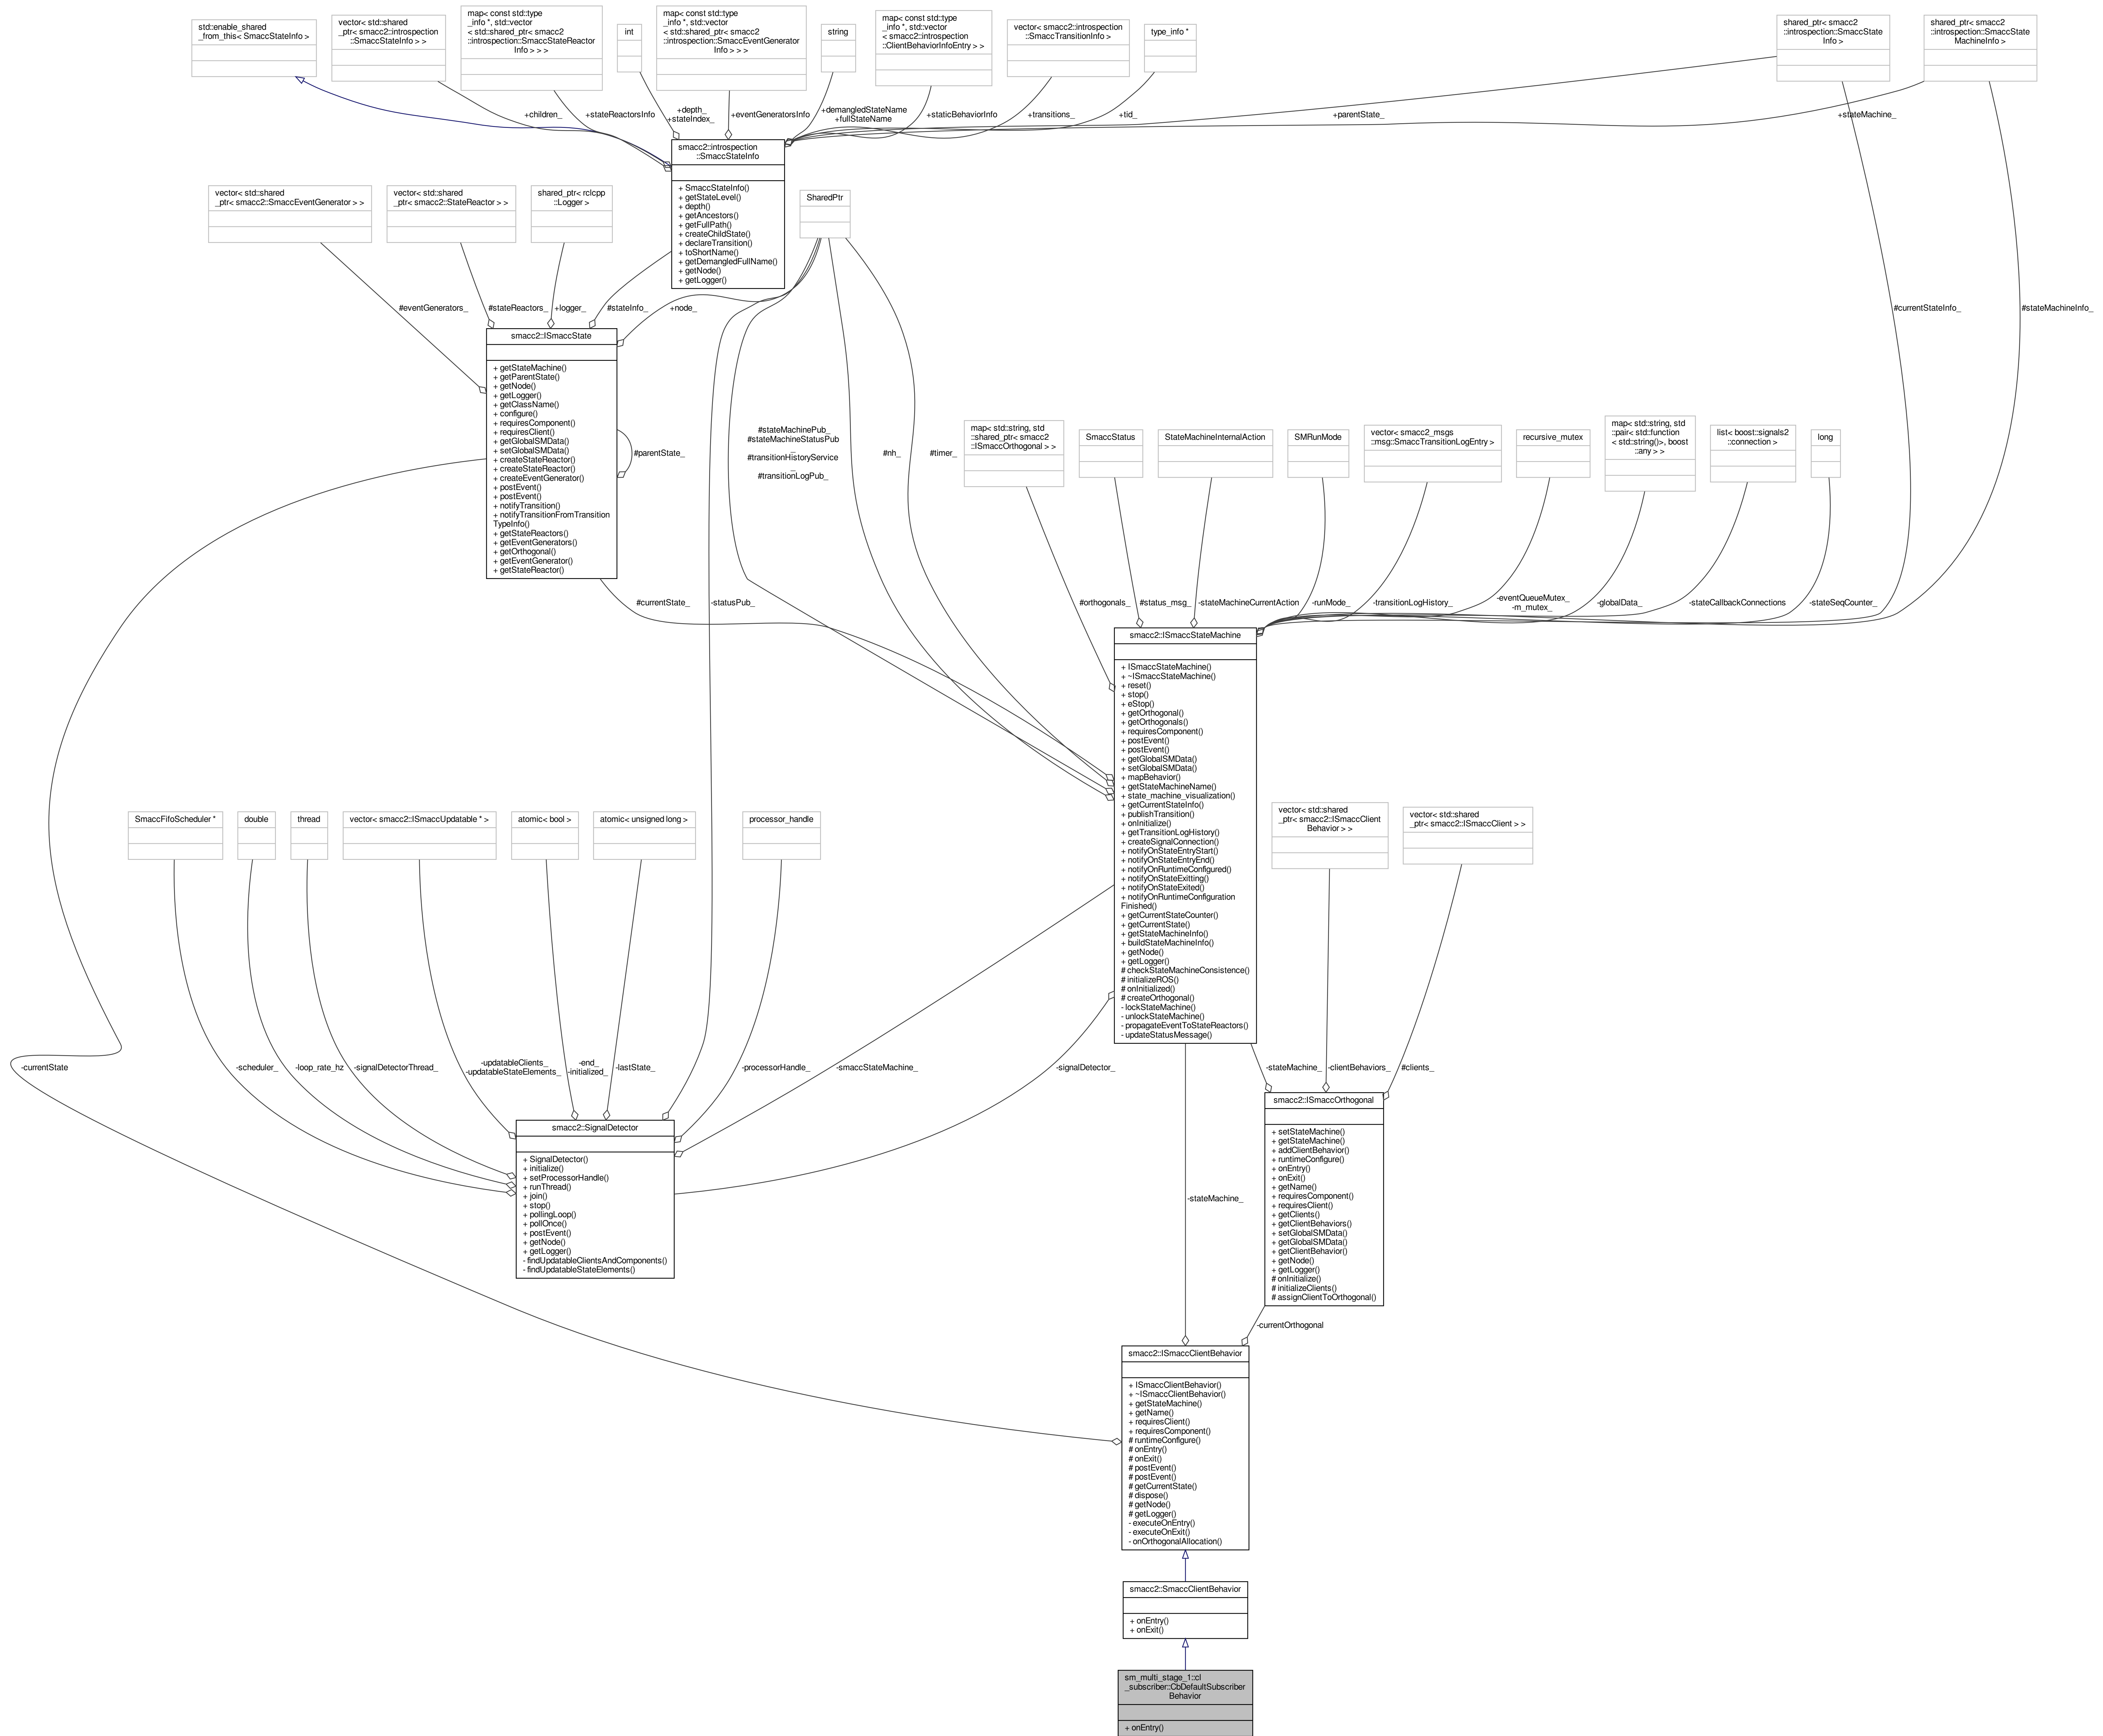 std::enable_shared
_from_this< SmaccStateInfo >
vector< std::shared
_ptr< smacc2::introspection
::SmaccStateInfo > >
map< const std::type
_info *, std::vector
< std::shared_ptr< smacc2
::introspection::SmaccStateReactor
Info > > >
int
map< const std::type
_info *, std::vector
< std::shared_ptr< smacc2
::introspection::SmaccEventGenerator
Info > > >
string
map< const std::type
_info *, std::vector
< smacc2::introspection
::ClientBehaviorInfoEntry > >
vector< smacc2::introspection
::SmaccTransitionInfo >
type_info *
shared_ptr< smacc2
::introspection::SmaccState
Info >
shared_ptr< smacc2
::introspection::SmaccState
MachineInfo >
+children_
+stateReactorsInfo
+depth_
+stateIndex_
+eventGeneratorsInfo
+demangledStateName
+fullStateName
+staticBehaviorInfo
+transitions_
+tid_
+parentState_
+stateMachine_
smacc2::introspection
::SmaccStateInfo
+ SmaccStateInfo()
+ getStateLevel()
+ depth()
+ getAncestors()
+ getFullPath()
+ createChildState()
+ declareTransition()
+ toShortName()
+ getDemangledFullName()
+ getNode()
+ getLogger()
vector< std::shared
_ptr< smacc2::SmaccEventGenerator > >
vector< std::shared
_ptr< smacc2::StateReactor > >
shared_ptr< rclcpp
::Logger >
SharedPtr
#eventGenerators_
#stateReactors_
+logger_
#stateInfo_
+node_
#currentStateInfo_
#stateMachineInfo_
smacc2::ISmaccState
+ getStateMachine()
+ getParentState()
+ getNode()
+ getLogger()
+ getClassName()
+ configure()
+ requiresComponent()
+ requiresClient()
+ getGlobalSMData()
+ setGlobalSMData()
+ createStateReactor()
+ createStateReactor()
+ createEventGenerator()
+ postEvent()
+ postEvent()
+ notifyTransition()
+ notifyTransitionFromTransition
TypeInfo()
+ getStateReactors()
+ getEventGenerators()
+ getOrthogonal()
+ getEventGenerator()
+ getStateReactor()
#parentState_
#stateMachinePub_
#stateMachineStatusPub
_
#transitionHistoryService
_
#transitionLogPub_
#nh_
#timer_
map< std::string, std
::shared_ptr< smacc2
::ISmaccOrthogonal > >
SmaccStatus
StateMachineInternalAction
SMRunMode
vector< smacc2_msgs
::msg::SmaccTransitionLogEntry >
recursive_mutex
map< std::string, std
::pair< std::function
< std::string()>, boost
::any > >
list< boost::signals2
::connection >
long
#currentState_
-statusPub_
#orthogonals_
#status_msg_
-stateMachineCurrentAction
-runMode_
-transitionLogHistory_
-eventQueueMutex_
-m_mutex_
-globalData_
-stateCallbackConnections
-stateSeqCounter_
smacc2::ISmaccStateMachine
+ ISmaccStateMachine()
+ ~ISmaccStateMachine()
+ reset()
+ stop()
+ eStop()
+ getOrthogonal()
+ getOrthogonals()
+ requiresComponent()
+ postEvent()
+ postEvent()
+ getGlobalSMData()
+ setGlobalSMData()
+ mapBehavior()
+ getStateMachineName()
+ state_machine_visualization()
+ getCurrentStateInfo()
+ publishTransition()
+ onInitialize()
+ getTransitionLogHistory()
+ createSignalConnection()
+ notifyOnStateEntryStart()
+ notifyOnStateEntryEnd()
+ notifyOnRuntimeConfigured()
+ notifyOnStateExitting()
+ notifyOnStateExited()
+ notifyOnRuntimeConfiguration
Finished()
+ getCurrentStateCounter()
+ getCurrentState()
+ getStateMachineInfo()
+ buildStateMachineInfo()
+ getNode()
+ getLogger()
# checkStateMachineConsistence()
# initializeROS()
# onInitialized()
# createOrthogonal()
- lockStateMachine()
- unlockStateMachine()
- propagateEventToStateReactors()
- updateStatusMessage()
SmaccFifoScheduler *
double
thread
vector< smacc2::ISmaccUpdatable * >
atomic< bool >
atomic< unsigned long >
processor_handle
vector< std::shared
_ptr< smacc2::ISmaccClient
Behavior > >
vector< std::shared
_ptr< smacc2::ISmaccClient > >
-currentState
-scheduler_
-loop_rate_hz
-signalDetectorThread_
-updatableClients_
-updatableStateElements_
-end_
-initialized_
-lastState_
-processorHandle_
-smaccStateMachine_
-signalDetector_
-stateMachine_
-clientBehaviors_
#clients_
smacc2::SignalDetector
+ SignalDetector()
+ initialize()
+ setProcessorHandle()
+ runThread()
+ join()
+ stop()
+ pollingLoop()
+ pollOnce()
+ postEvent()
+ getNode()
+ getLogger()
- findUpdatableClientsAndComponents()
- findUpdatableStateElements()
smacc2::ISmaccOrthogonal
+ setStateMachine()
+ getStateMachine()
+ addClientBehavior()
+ runtimeConfigure()
+ onEntry()
+ onExit()
+ getName()
+ requiresComponent()
+ requiresClient()
+ getClients()
+ getClientBehaviors()
+ setGlobalSMData()
+ getGlobalSMData()
+ getClientBehavior()
+ getNode()
+ getLogger()
# onInitialize()
# initializeClients()
# assignClientToOrthogonal()
-stateMachine_
-currentOrthogonal
smacc2::ISmaccClientBehavior
+ ISmaccClientBehavior()
+ ~ISmaccClientBehavior()
+ getStateMachine()
+ getName()
+ requiresClient()
+ requiresComponent()
# runtimeConfigure()
# onEntry()
# onExit()
# postEvent()
# postEvent()
# getCurrentState()
# dispose()
# getNode()
# getLogger()
- executeOnEntry()
- executeOnExit()
- onOrthogonalAllocation()
smacc2::SmaccClientBehavior
+ onEntry()
+ onExit()
sm_multi_stage_1::cl
_subscriber::CbDefaultSubscriber
Behavior
+ onEntry()